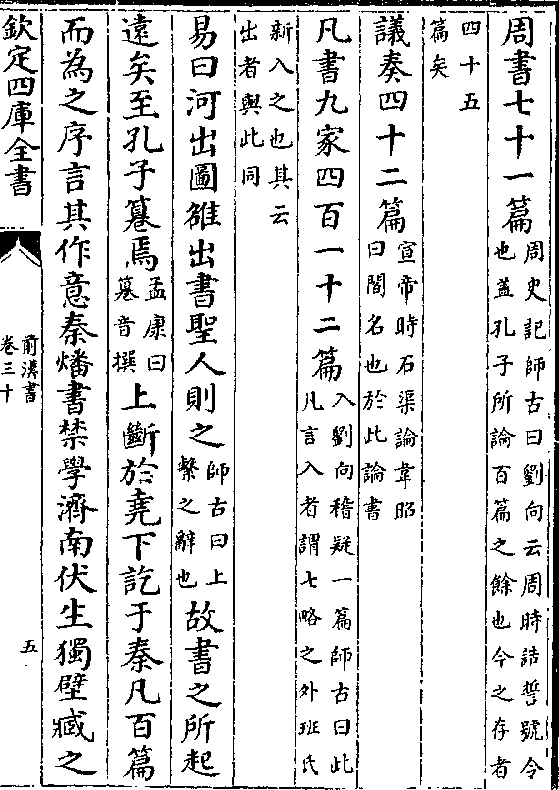 周書七十一篇周史記師古曰劉向云周時誥誓號令
也蓋孔子所論百篇之餘也今之存者
四十五
篇矣
議奏四十二篇宣帝時石渠論韋昭
曰閣名也於此論書
凡書九家四百一十二篇入劉向稽疑一篇師古曰此
凡言入者謂七略之外班氏
新入之也其云
出者與此同
易曰河出圖雒出書聖人則之師古曰上
繫之辭也故書之所起
遠矣至孔子簒焉孟康曰
簒音撰上斷於堯下訖于秦凡百篇
而為之序言其作意秦燔書禁學濟南伏生獨壁臧之
欽定四庫全書
前漢書
卷三十
五